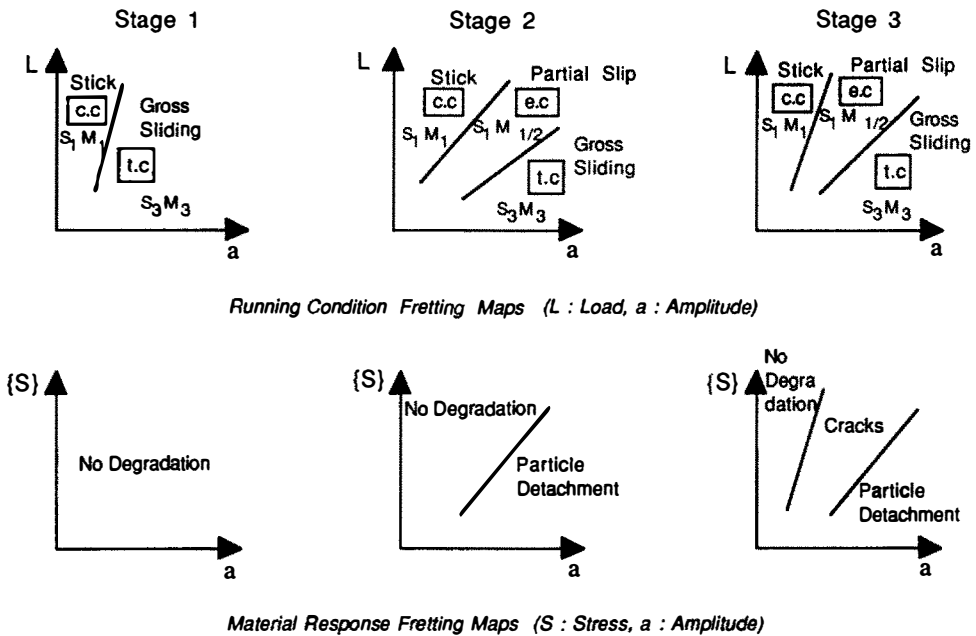 Stage 1
L
Stick
c.c
S1 M1
Gross
Sliding
t.c
S3M3
a
Stage 2
L
Stick
c.c
S1 M1
Partial Slip
e.c
S1 M 1/2
Gross
Sliding
t.c
S3M3
a
Stage 3
L
Stick
c.c
S1 M1
Partial Slip
e.c
S1 M 1/2
Gross
Sliding
t.c
S3M3
a
Running Condition Fretting Maps (L : Load, a : Amplitude)
{S}
No Degradation
a
{S}
No Degradation
Particle
Detachment
a
{S}
No
Degra
dation
Cracks
Particle
Detachment
a
Material Response Fretting Maps (S : Stress, a : Amplitude)